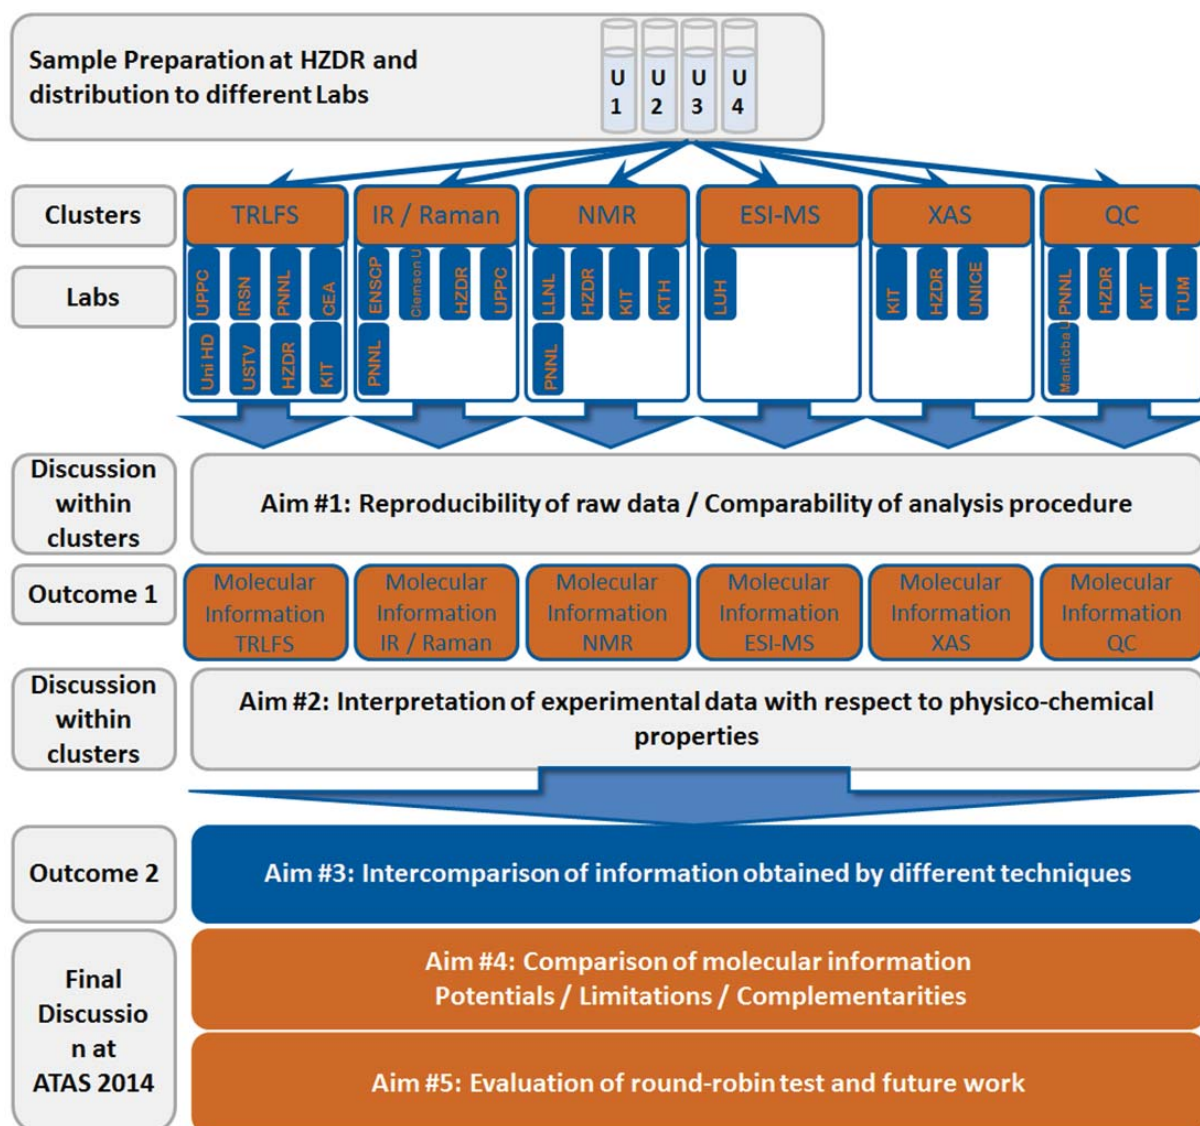 Sample Preparation at HZDR and
distribution to different Labs
U
1
U
2
U
3
U
4
Clusters
TRLFS
IR / Raman
NMR
ESI-MS
XAS
QC
Labs
UPPC
IRSN
PNNL
CEA
Uni HD
USTV
HZDR
KIT
ENSCP
Clemson U
HZDR
UPPC
PNNL
LLNL
HZDR
KIT
KTH
PNNL
LUH
KIT
HZDR
UNICE
PNNL
HZDR
KIT
TUM
Manitoba U
Discussion
within
clusters
Aim #1: Reproducibility of raw data / Comparability of analysis procedure
Outcome 1
Molecular
Information
TRLFS
Molecular
Information
IR / Raman
Molecular
Information
NMR
Molecular
Information
ESI-MS
Molecular
Information
XAS
Molecular
Information
QC
Discussion
within
clusters
Aim #2: Interpretation of experimental data with respect to physico-chemical
properties
Outcome 2
Aim #3: Intercomparison of information obtained by different techniques
Final
Discussio
n at
ATAS 2014
Aim #4: Comparison of molecular information
Potentials / Limitations / Complementarities
Aim #5: Evaluation of round-robin test and future work